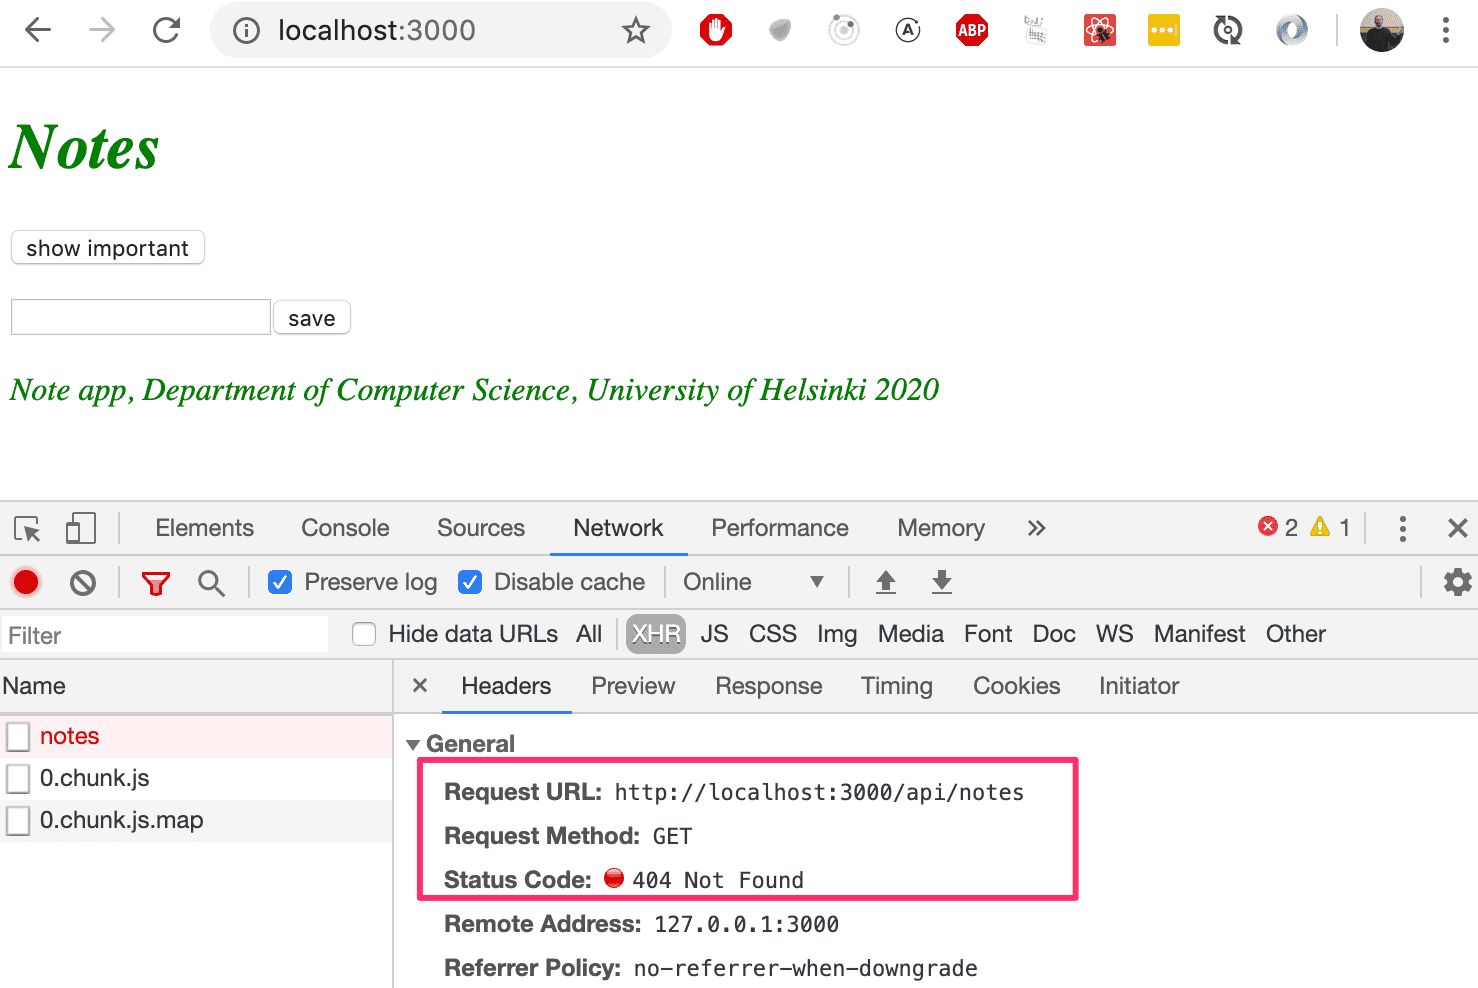 localhost:3000
ABP
Notes
show important
save
Note app, Department of Computer Science, University of Helsinki 2020
Elements Console Sources Network Performance Memory » 2 1
Preserve log Disable cache Online
Filter Hide data URLs All XHR JS CSS Img Media Font Doc WS Manifest Other
Name × Headers Preview Response Timing Cookies Initiator
notes
0.chunk.js
0.chunk.js.map
General
Request URL: http://localhost:3000/api/notes
Request Method: GET
Status Code: 404 Not Found
Remote Address: 127.0.0.1:3000
Referrer Policy: no-referrer-when-downgrade